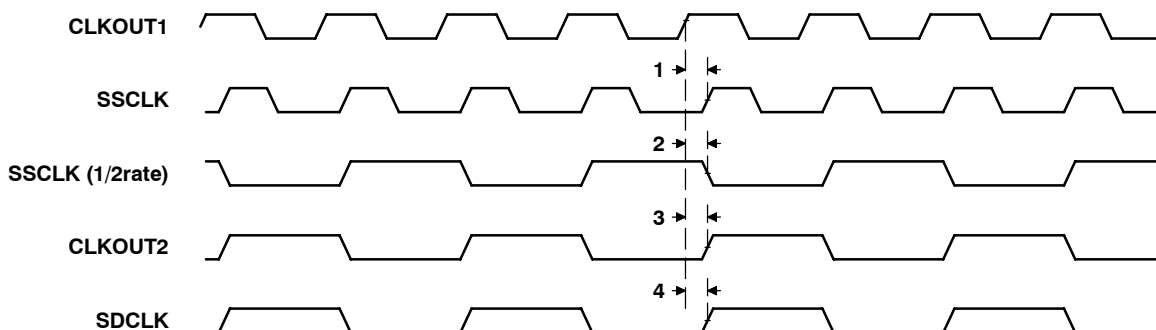 CLKOUT1
1
SSCLK
2
SSCLK (1/2rate)
3
CLKOUT2
4
SDCLK